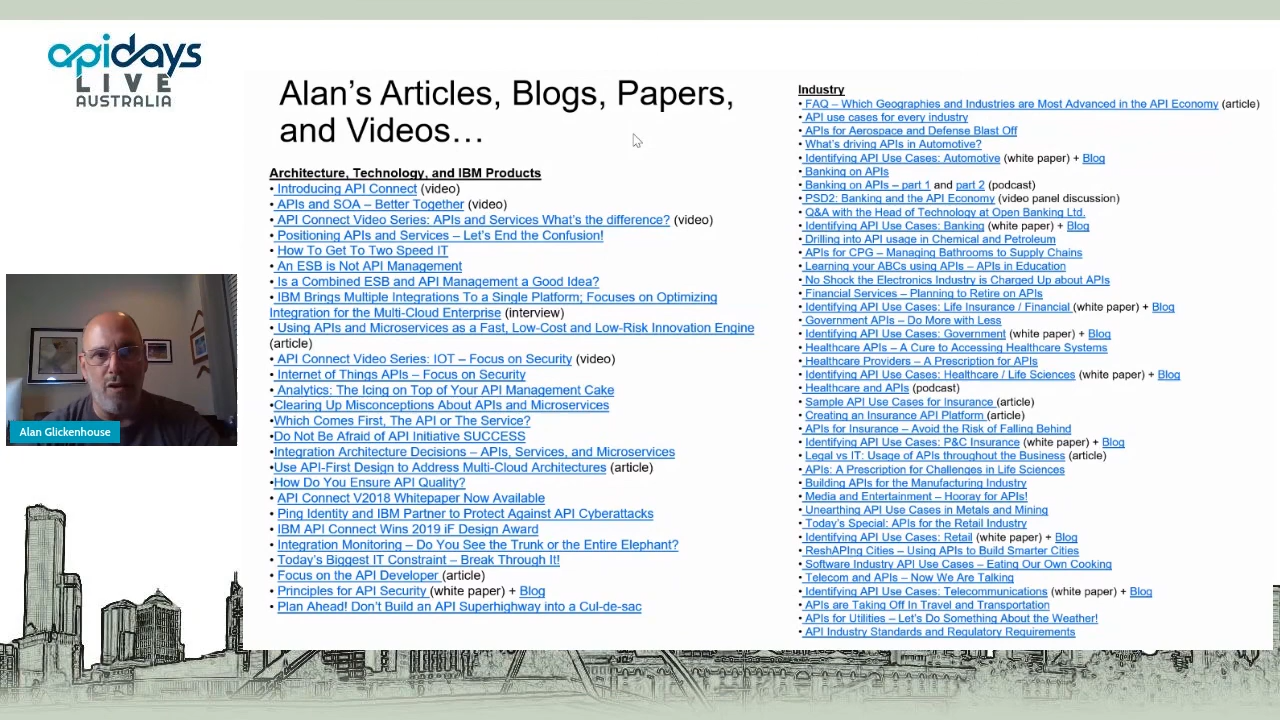 apidays
LIVE
AUSTRALIA
Alan's Articles, Blogs, Papers,
and Videos…
Architecture, Technology, and IBM Products
• Introducing API Connect (video)
• APIs and SOA – Better Together (video)
• API Connect Video Series: APIs and Services What's the difference? (video)
• Positioning APIs and Services – Let's End the Confusion!
• How To Get To Two Speed IT
• An ESB is Not API Management
• Is a Combined ESB and API Management a Good Idea?
• IBM Brings Multiple Integrations To a Single Platform; Focuses on Optimizing
Integration for the Multi-Cloud Enterprise (interview)
• Using APIs and Microservices as a Fast, Low-Cost and Low-Risk Innovation Engine
(article)
• API Connect Video Series: IOT – Focus on Security (video)
• Internet of Things APIs – Focus on Security
• Analytics: The Icing on Top of Your API Management Cake
•Clearing Up Misconceptions About APIs and Microservices
•Which Comes First, The API or The Service?
•Do Not Be Afraid of API Initiative SUCCESS
•Integration Architecture Decisions – APIs, Services, and Microservices
•Use API-First Design to Address Multi-Cloud Architectures (article)
•How Do You Ensure API Quality?
• API Connect V2018 Whitepaper Now Available
• Ping Identity and IBM Partner to Protect Against API Cyberattacks
• IBM API Connect Wins 2019 iF Design Award
• Integration Monitoring – Do You See the Trunk or the Entire Elephant?
• Today's Biggest IT Constraint – Break Through It!
• Focus on the API Developer (article)
• Principles for API Security (white paper) + Blog
• Plan Ahead! Don't Build an API Superhighway into a Cul-de-sac
Industry
• FAQ – Which Geographies and Industries are Most Advanced in the API Economy (article)
• API use cases for every industry
• APIs for Aerospace and Defense Blast Off
• What's driving APIs in Automotive?
• Identifying API Use Cases: Automotive (white paper) + Blog
• Banking on APIs
• Banking on APIs – part 1 and part 2 (podcast)
• PSD2: Banking and the API Economy (video panel discussion)
• Q&A with the Head of Technology at Open Banking Ltd.
• Identifying API Use Cases: Banking (white paper) + Blog
• Drilling into API usage in Chemical and Petroleum
• APIs for CPG – Managing Bathrooms to Supply Chains
• Learning your ABCs using APIs – APIs in Education
• No Shock the Electronics Industry is Charged Up about APIs
• Financial Services – Planning to Retire on APIs
• Identifying API Use Cases: Life Insurance / Financial (white paper) + Blog
• Government APIs – Do More with Less
• Identifying API Use Cases: Government (white paper) + Blog
• Healthcare APIs – A Cure to Accessing Healthcare Systems
• Healthcare Providers – A Prescription for APIs
• Identifying API Use Cases: Healthcare / Life Sciences (white paper) + Blog
• Healthcare and APIs (podcast)
• Sample API Use Cases for Insurance (article)
• Creating an Insurance API Platform (article)
• APIs for Insurance – Avoid the Risk of Falling Behind
• Identifying API Use Cases: P&C Insurance (white paper) + Blog
• Legal vs IT: Usage of APIs throughout the Business (article)
• APIs: A Prescription for Challenges in Life Sciences
• Building APIs for the Manufacturing Industry
• Media and Entertainment – Hooray for APIs!
• Unearthing API Use Cases in Metals and Mining
• Today's Special: APIs for the Retail Industry
• Identifying API Use Cases: Retail (white paper) + Blog
• ReshAPIng Cities – Using APIs to Build Smarter Cities
• Software Industry API Use Cases – Eating Our Own Cooking
• Telecom and APIs – Now We Are Talking
• Identifying API Use Cases: Telecommunications (white paper) + Blog
• APIs are Taking Off In Travel and Transportation
• APIs for Utilities – Let's Do Something About the Weather!
• API Industry Standards and Regulatory Requirements
Alan Glickenhouse